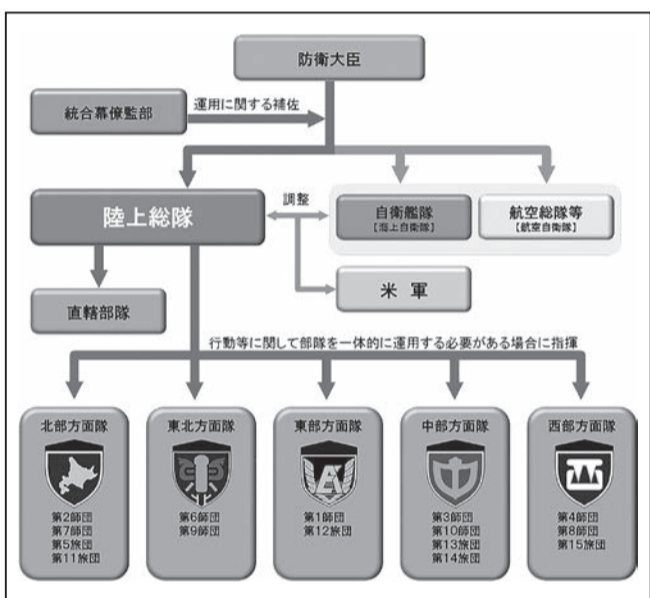 防衛大臣
統合幕僚監部
運用に関する補佐
陸上総隊
調整
自衛艦隊
【海上自衛隊】
航空総隊等
【航空自衛隊】
米軍
直轄部隊
行動等に関して部隊を一体的に運用する必要がある場合に指揮
北部方面隊
第2師団
第7師団
第5旅団
第11旅団
東北方面隊
第6師団
第9師団
東部方面隊
第1師団
第12旅団
中部方面隊
第3師団
第10師団
第13旅団
第14旅団
西部方面隊
第4師団
第8師団
第15旅団